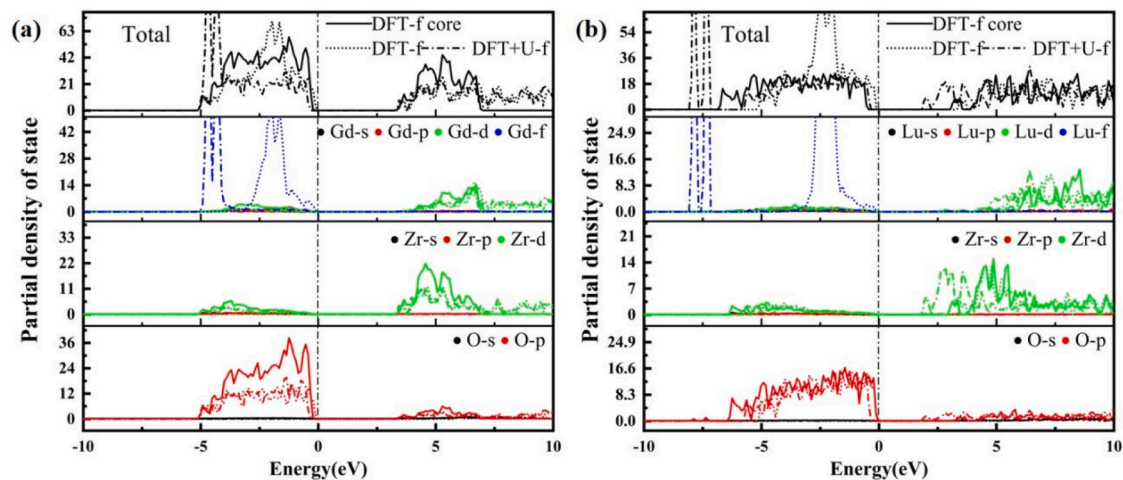 (a)
Total
DFT-f core
DFT-f
DFT+U-f
63
42
21
0
Gd-s Gd-p Gd-d Gd-f
42
28
14
0
Zr-s Zr-p Zr-d
33
22
11
0
O-s O-p
36
24
12
0
-10 -5 0 5 10
Energy(eV)
Partial density of state
(b)
Total
DFT-f core
DFT-f
DFT+U-f
54
36
18
0
Lu-s Lu-p Lu-d Lu-f
24.9
16.6
8.3
0.0
Zr-s Zr-p Zr-d
21
14
7
0
O-s O-p
24.9
16.6
8.3
0.0
-10 -5 0 5 10
Energy(eV)
Partial density of state